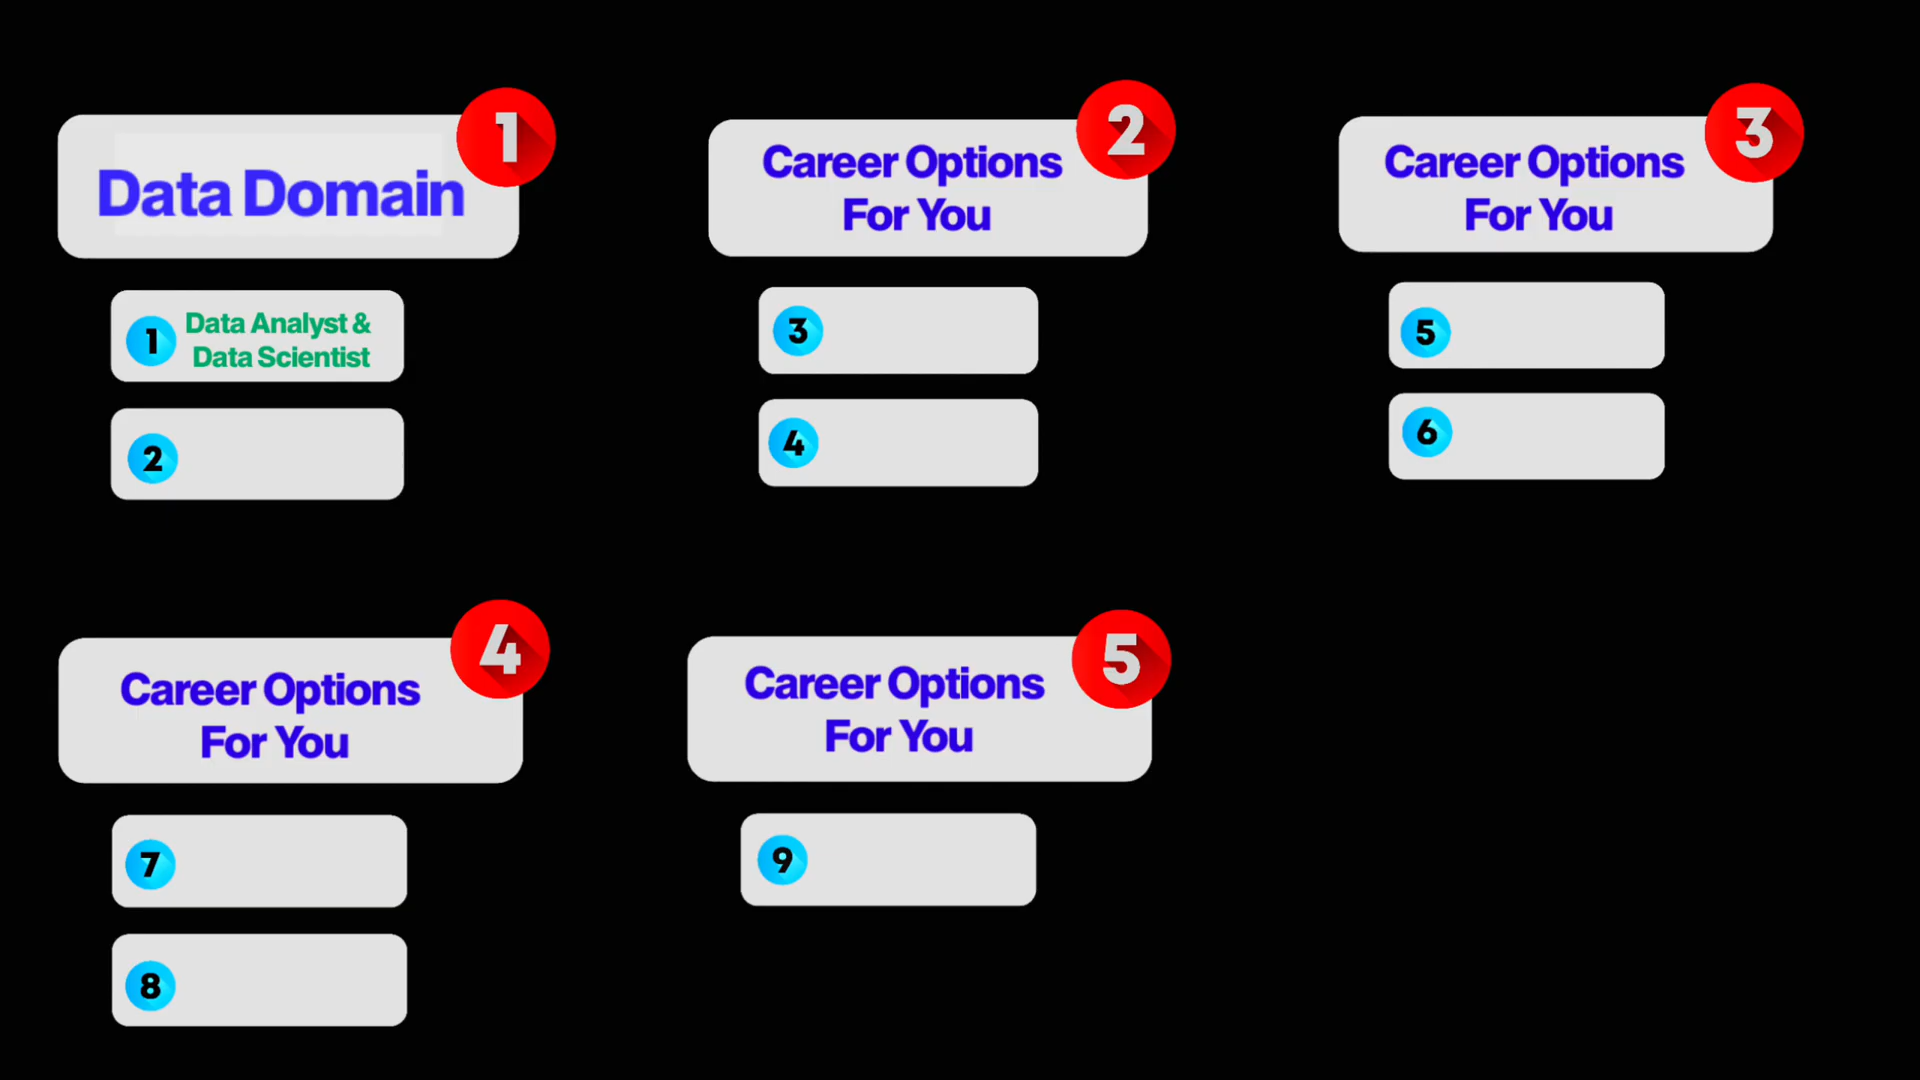 1
Data Domain
1 Data Analyst &
Data Scientist
2
2
Career Options
For You
3
4
3
Career Options
For You
5
6
4
Career Options
For You
7
8
5
Career Options
For You
9